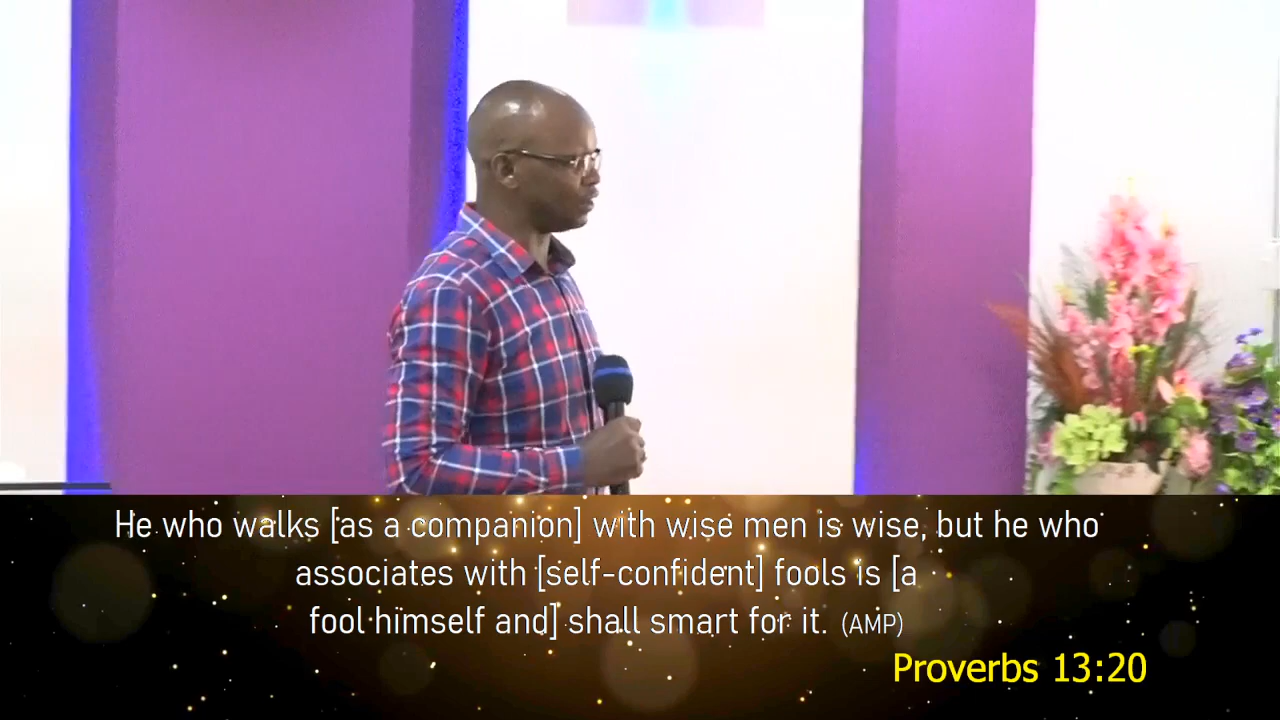 He who walks [as a companion] with wise men is wise, but he who
associates with [self-confident] fools is [a
fool himself and] shall smart for it. (AMP)
Proverbs 13:20